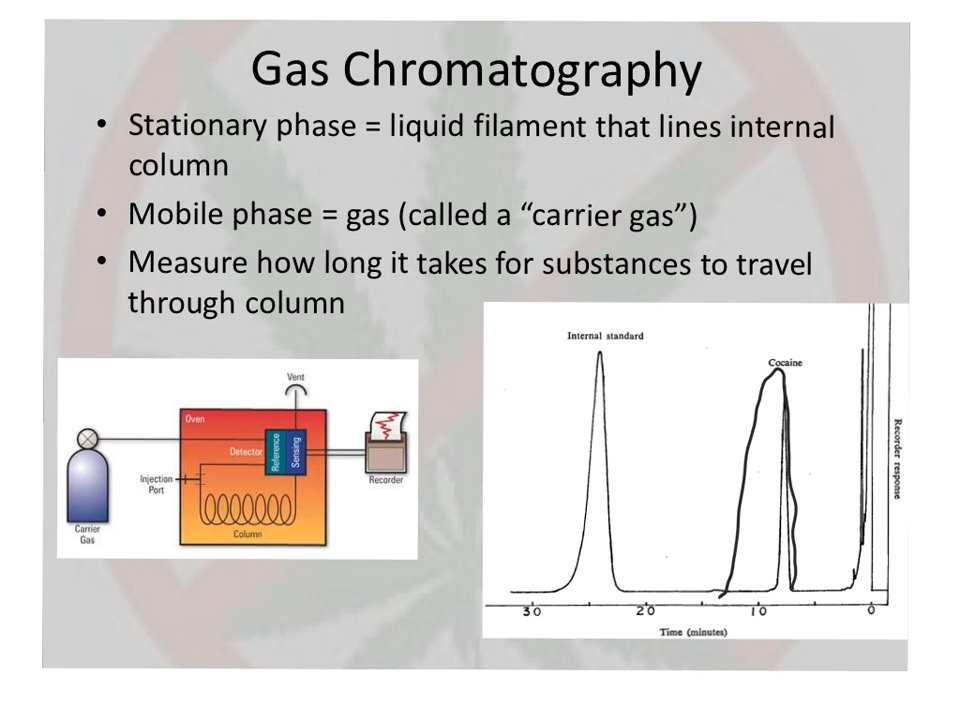 Gas Chromatography
• Stationary phase = liquid filament that lines internal
column
• Mobile phase = gas (called a “carrier gas”)
• Measure how long it takes for substances to travel
through column
Vent
Oven
Detector
Reference
Sensing
Injection
Port
Column
Carrier
Gas
Recorder
Internal standard
Cocaine
Recorder response
30 20 10 0
Time (minutes)